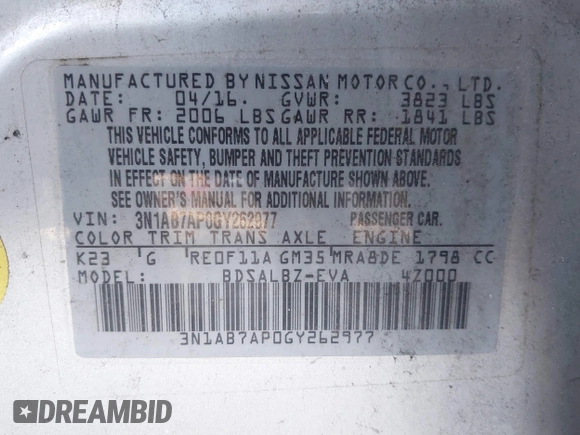 MANUFACTURED BY NISSAN MOTOR CO., LTD.
DATE: 04/16. GVWR: 3823 LBS
GAWR FR: 2006 LBS GAWR RR: 1841 LBS
THIS VEHICLE CONFORMS TO ALL APPLICABLE FEDERAL MOTOR
VEHICLE SAFETY, BUMPER AND THEFT PREVENTION STANDARDS
IN EFFECT ON THE DATE OF MANUFACTURE SHOWN ABOVE.
SEE OWNER'S MANUAL FOR ADDITIONAL INFORMATION.
VIN: 3N1AB7AP0GY262977 PASSENGER CAR.
COLOR TRIM TRANS AXLE ENGINE
K23 G RE0F11A GM35 MRA8DE 1798 CC
MODEL: BDSALBZ-EVA 4Z000
3N1AB7AP0GY262977
DREAMBID